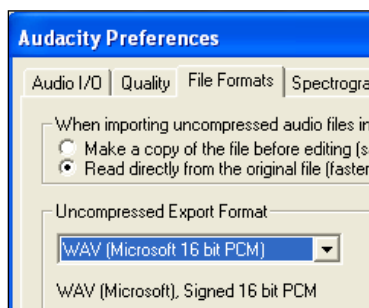 Audacity Preferences
Audio I/O Quality File Formats Spectrogra
When importing uncompressed audio files in
Make a copy of the file before editing (s
Read directly from the original file (faster
Uncompressed Export Format
WAV (Microsoft 16 bit PCM)
WAV (Microsoft), Signed 16 bit PCM